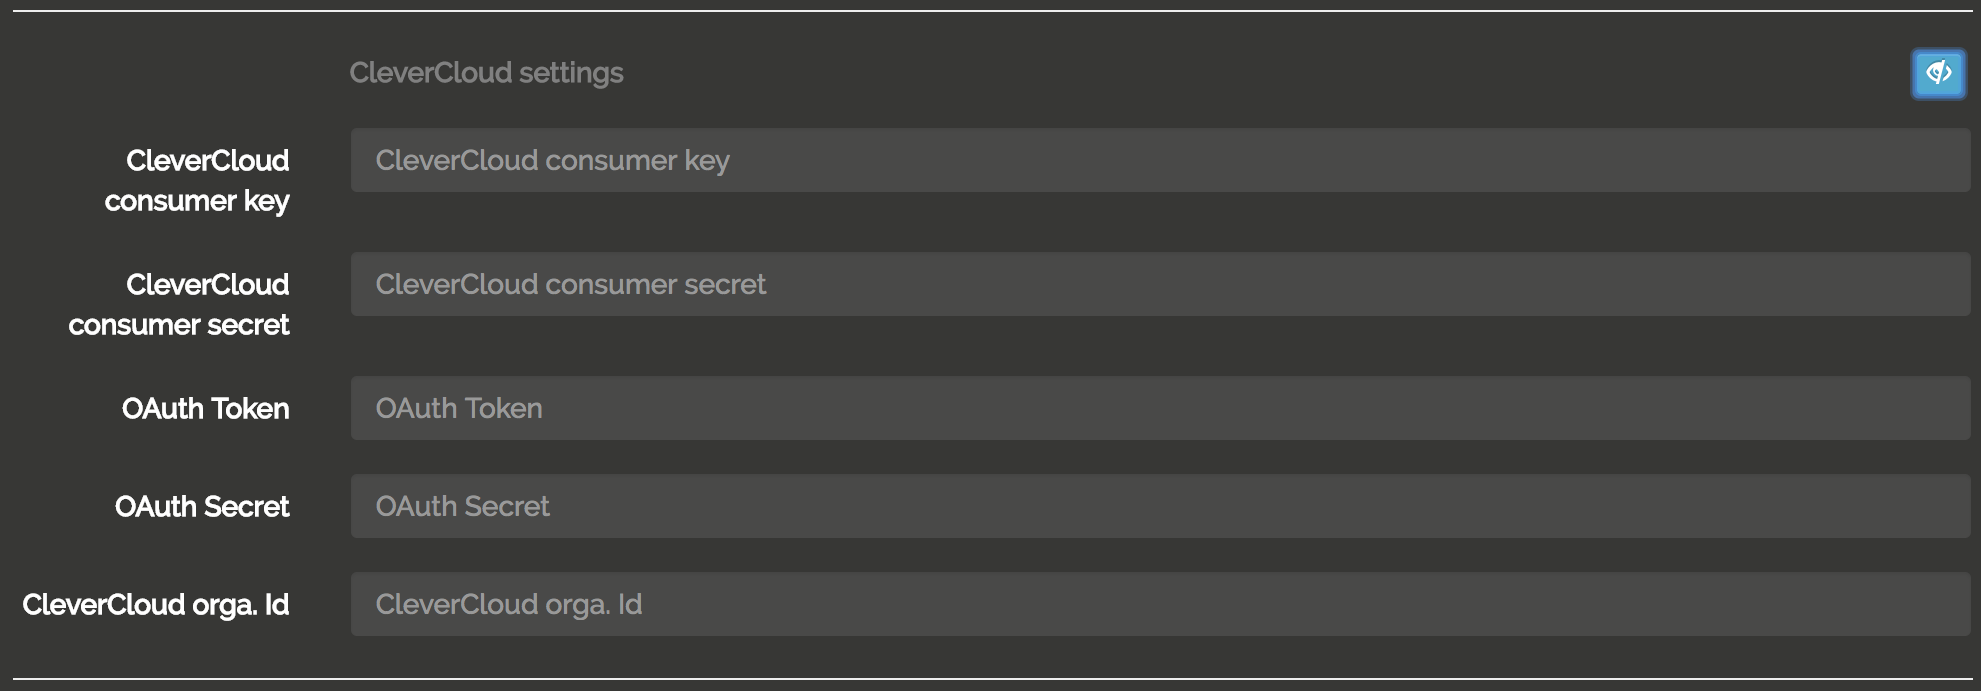 CleverCloud settings
CleverCloud
consumer key
CleverCloud consumer key
CleverCloud
consumer secret
CleverCloud consumer secret
OAuth Token
OAuth Token
OAuth Secret
OAuth Secret
CleverCloud orga. Id
CleverCloud orga. Id